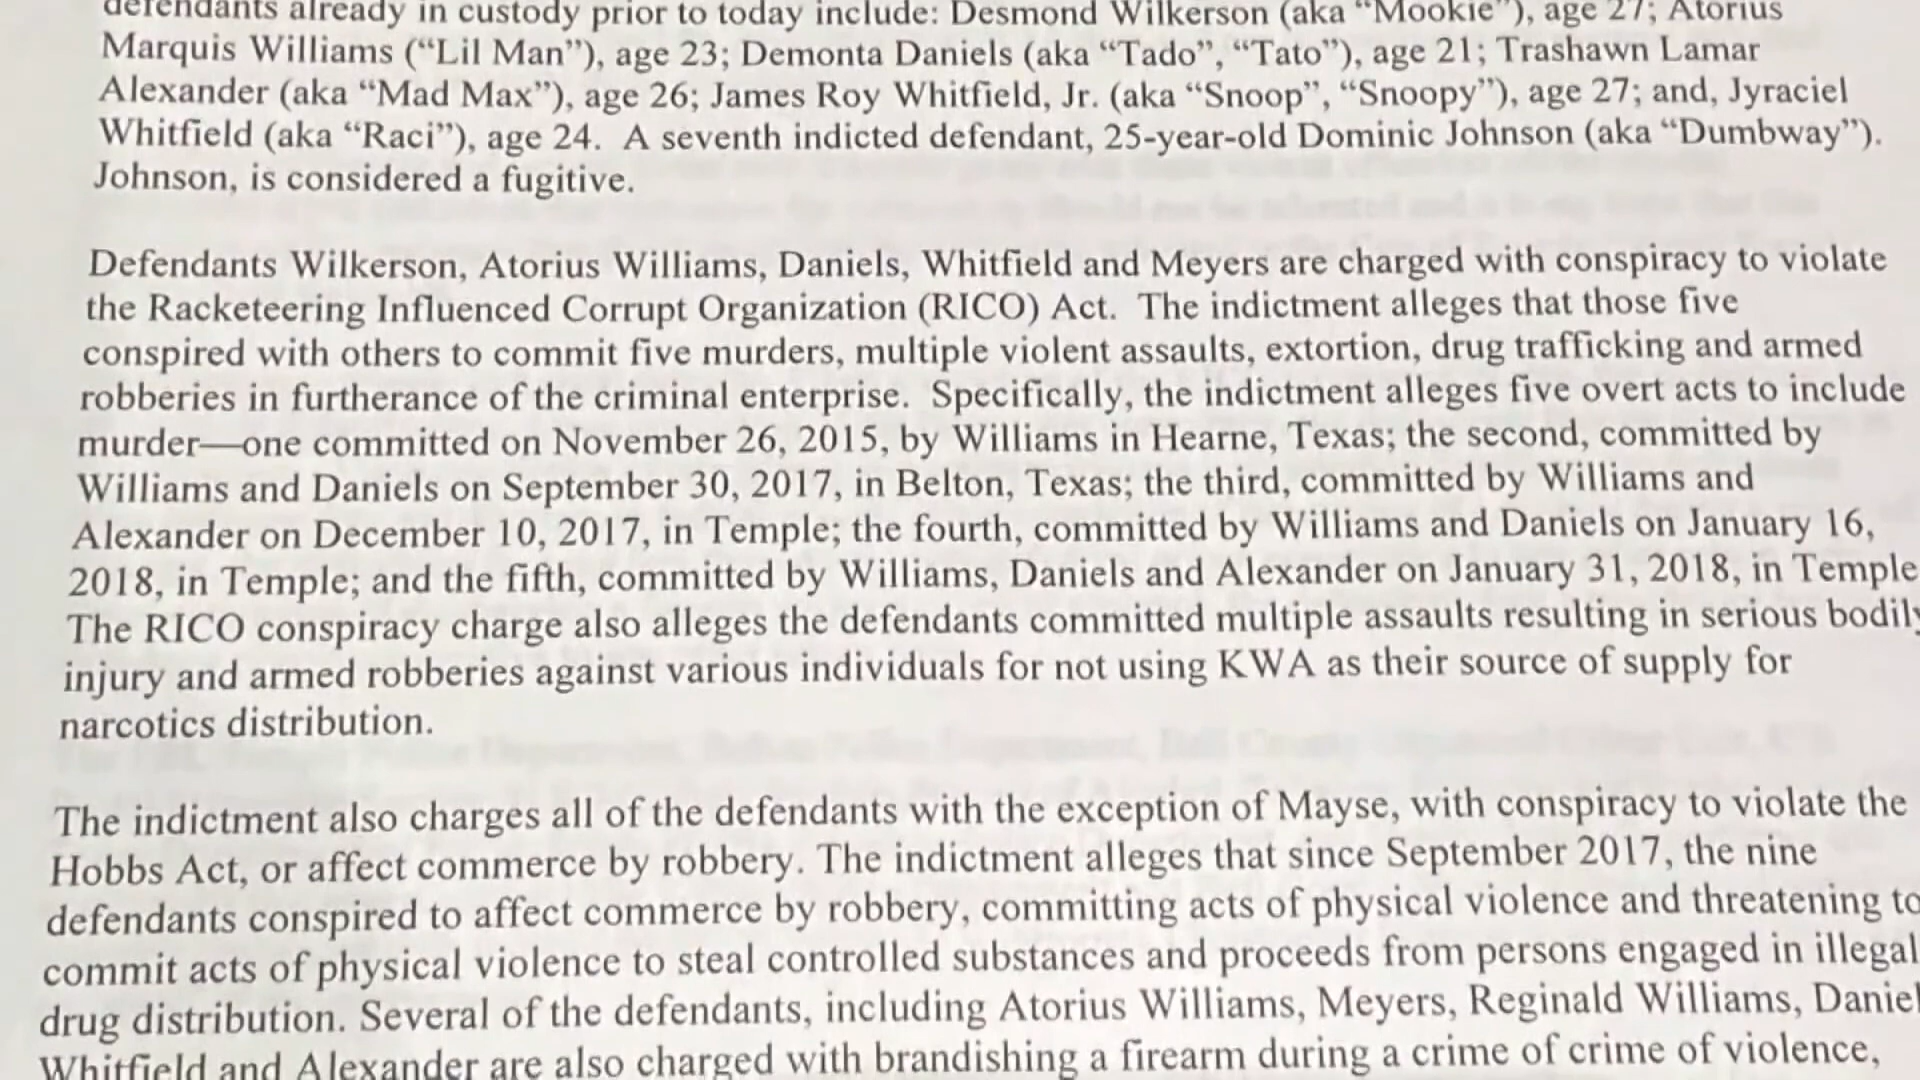 defendants already in custody prior to today include: Desmond Wilkerson (aka “Mookie”), age 27; Atorius
Marquis Williams (“Lil Man”), age 23; Demonta Daniels (aka “Tado”, “Tato”), age 21; Trashawn Lamar
Alexander (aka “Mad Max”), age 26; James Roy Whitfield, Jr. (aka “Snoop”, “Snoopy”), age 27; and, Jyraciel
Whitfield (aka “Raci”), age 24.  A seventh indicted defendant, 25-year-old Dominic Johnson (aka “Dumbway”).
Johnson, is considered a fugitive.
Defendants Wilkerson, Atorius Williams, Daniels, Whitfield and Meyers are charged with conspiracy to violate
the Racketeering Influenced Corrupt Organization (RICO) Act.  The indictment alleges that those five
conspired with others to commit five murders, multiple violent assaults, extortion, drug trafficking and armed
robberies in furtherance of the criminal enterprise.  Specifically, the indictment alleges five overt acts to include
murder—one committed on November 26, 2015, by Williams in Hearne, Texas; the second, committed by
Williams and Daniels on September 30, 2017, in Belton, Texas; the third, committed by Williams and
Alexander on December 10, 2017, in Temple; the fourth, committed by Williams and Daniels on January 16,
2018, in Temple; and the fifth, committed by Williams, Daniels and Alexander on January 31, 2018, in Temple
The RICO conspiracy charge also alleges the defendants committed multiple assaults resulting in serious bodily
injury and armed robberies against various individuals for not using KWA as their source of supply for
narcotics distribution.
The indictment also charges all of the defendants with the exception of Mayse, with conspiracy to violate the
Hobbs Act, or affect commerce by robbery. The indictment alleges that since September 2017, the nine
defendants conspired to affect commerce by robbery, committing acts of physical violence and threatening to
commit acts of physical violence to steal controlled substances and proceeds from persons engaged in illegal
drug distribution. Several of the defendants, including Atorius Williams, Meyers, Reginald Williams, Daniel
Whitfield and Alexander are also charged with brandishing a firearm during a crime of crime of violence,